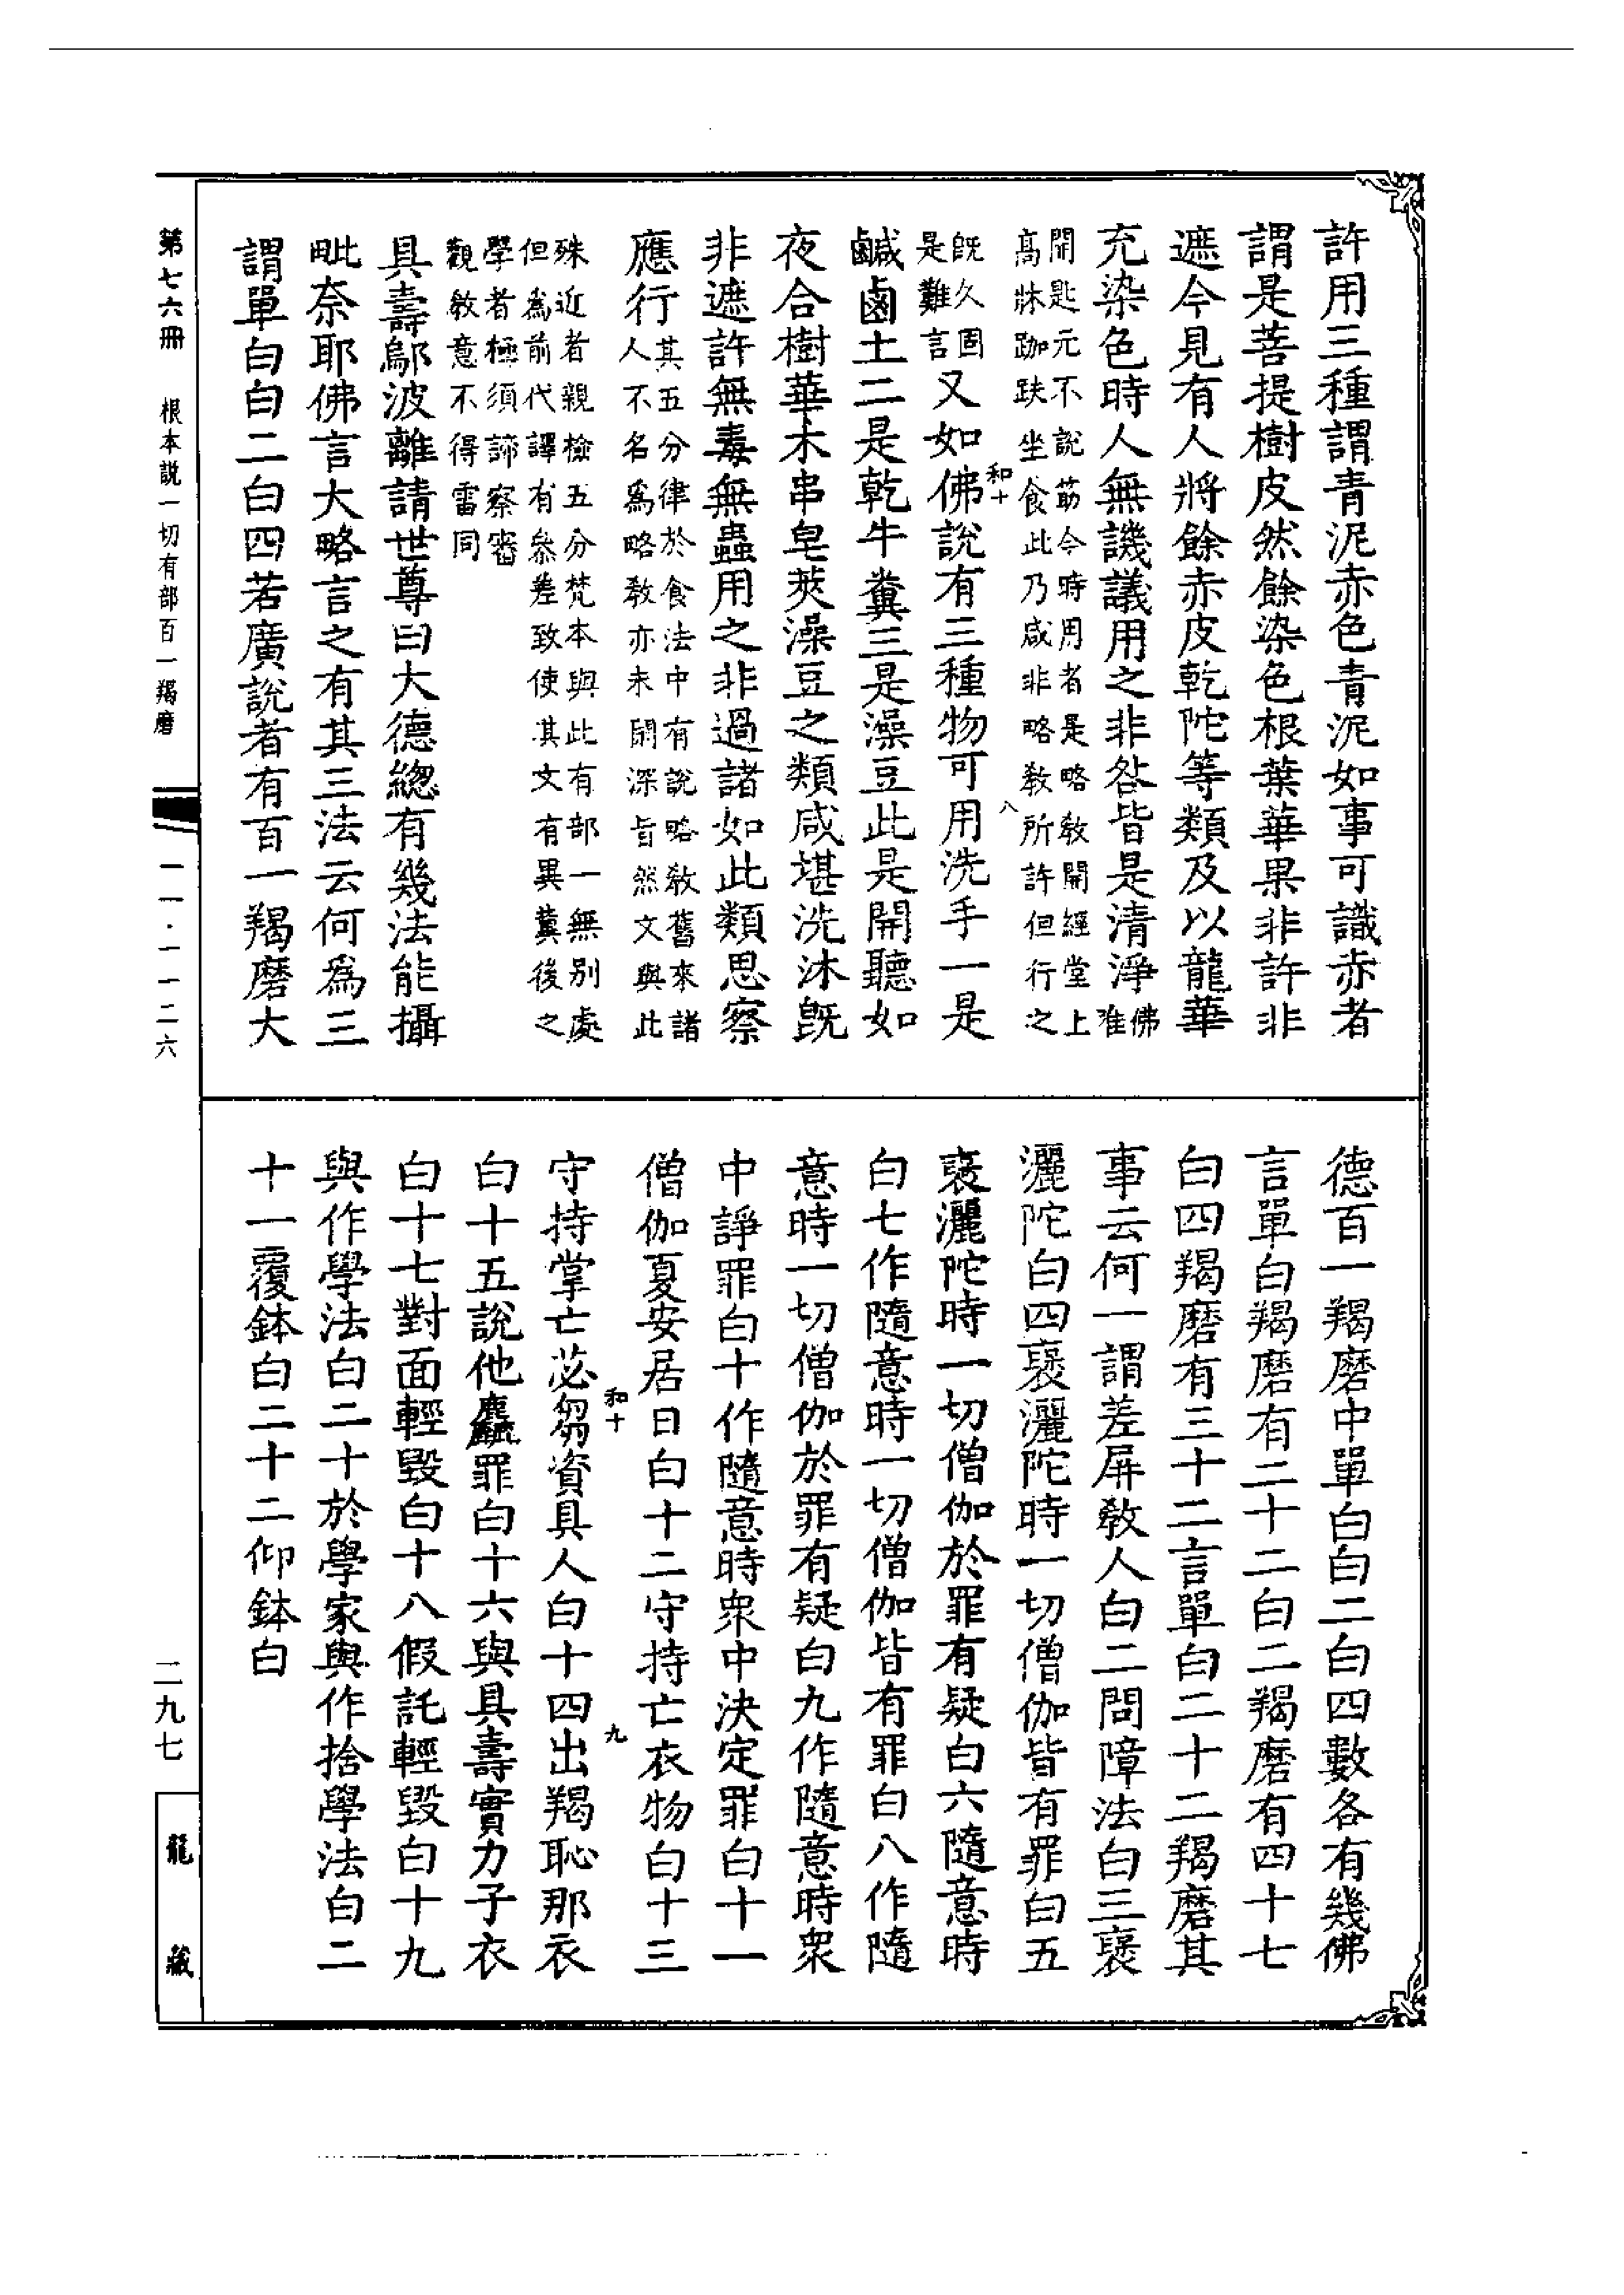 許用三種謂青泥赤色青泥如事可識赤者
謂是菩提樹皮然餘染色根葉華果非許非
遮今見有人將餘赤皮乾陀等類及以龍華
充染色時人無譏議用之非咎皆是清淨佛
准
開匙元不說筯今時用者是略教開經堂上
高牀跏趺坐食此乃咸非略教所許但行之
既久固
是難言又如佛說有三種物可用洗手一是
鹹鹵土二是乾牛糞三是澡豆此是開聽如
夜合樹華木串皂莢澡豆之類咸堪洗沐既
非遮許無毒無蟲用之非過諸如此類思察
應行其五分律於食法中有說略教舊來諸
人不名為略教亦未閑深旨然文與此
殊近者親檢五分梵本與此有部一無別處
但為前代譯有參差致使其文有異冀後之
學者極須諦察審
觀教意不得雷同
具壽鄔波離請世尊曰大德總有幾法能攝
毗奈耶佛言大略言之有其三法云何為三
謂單白白二白四若廣說者有百一羯磨大
和十
八
德百一羯磨中單白白二白四數各有幾佛
言單白羯磨有二十二白二羯磨有四十七
白四羯磨有三十二言單白二十二羯磨其
事云何一謂差屏教人白二問障法白三褒
灑陀白四褒灑陀時一切僧伽皆有罪白五
褒灑陀時一切僧伽於罪有疑白六隨意時
白七作隨意時一切僧伽皆有罪白八作隨
意時一切僧伽於罪有疑白九作隨意時眾
中諍罪白十作隨意時眾中決定罪白十一
僧伽夏安居日白十二守持亡衣物白十三
守持掌亡苾芻資具人白十四出羯恥那衣
白十五說他麤罪白十六與具壽實力子衣
白十七對面輕毀白十八假託輕毀白十九
與作學法白二十於學家與作捨學法白二
十一覆鉢白二十二仰鉢白
和十
九
第七六冊 根本說一切有部百一羯磨
一一·一一二六
二九七
龍藏